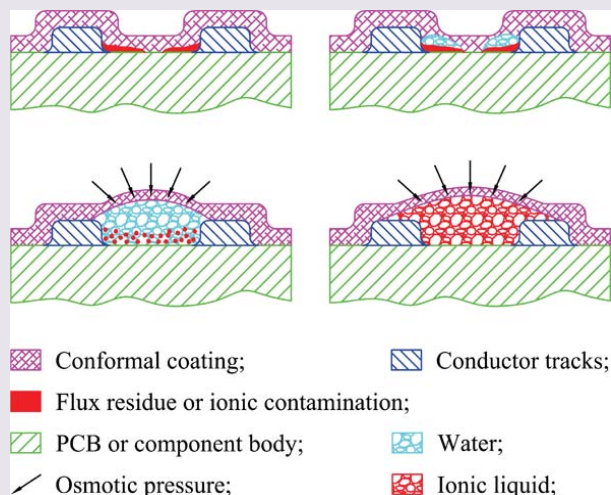 Conformal coating;
Conductor tracks;
Flux residue or ionic contamination;
PCB or component body;
Water;
Osmotic pressure;
Ionic liquid;